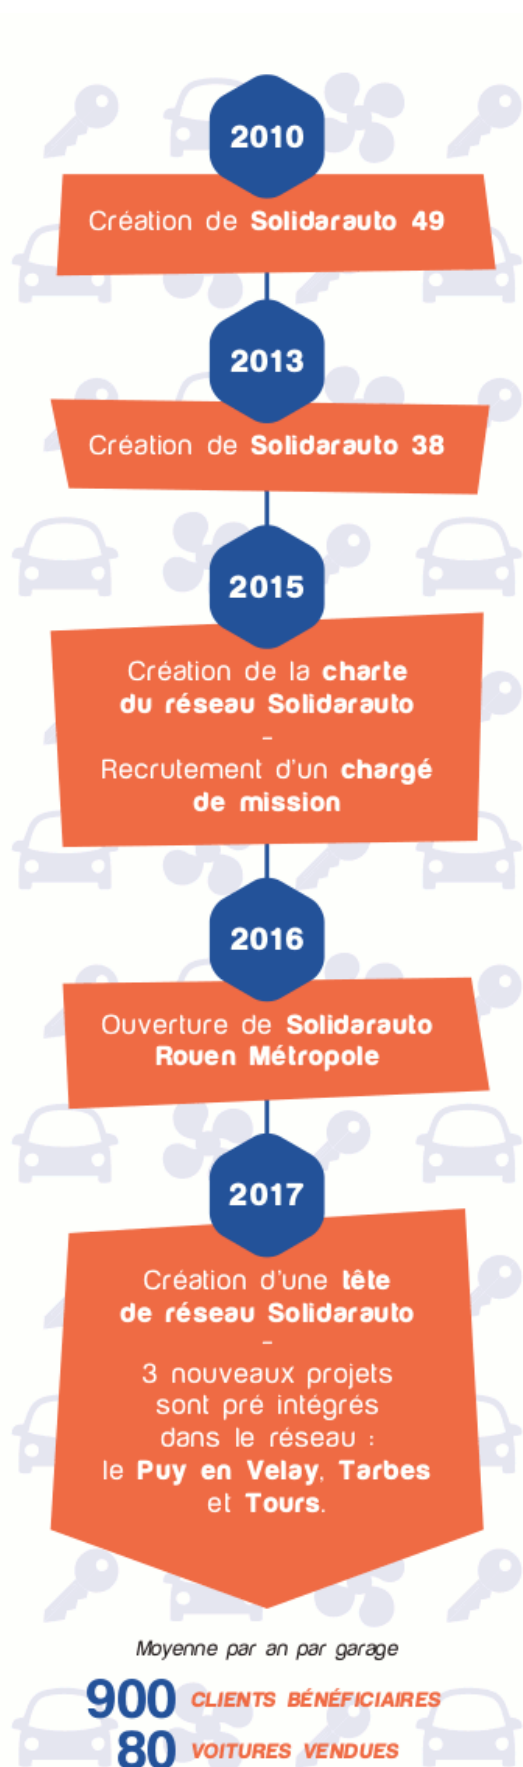 2010
Création de Solidarauto 49
2013
Création de Solidarauto 38
2015
Création de la charte
du réseau Solidarauto
–
Recrutement d'un chargé
de mission
2016
Ouverture de Solidarauto
Rouen Métropole
2017
Création d'une tête
de réseau Solidarauto
–
3 nouveaux projets
sont pré intégrés
dans le réseau :
le Puy en Velay, Tarbes
et Tours.
Moyenne par an par garage
900 CLIENTS BÉNÉFICIAIRES
80 VOITURES VENDUES